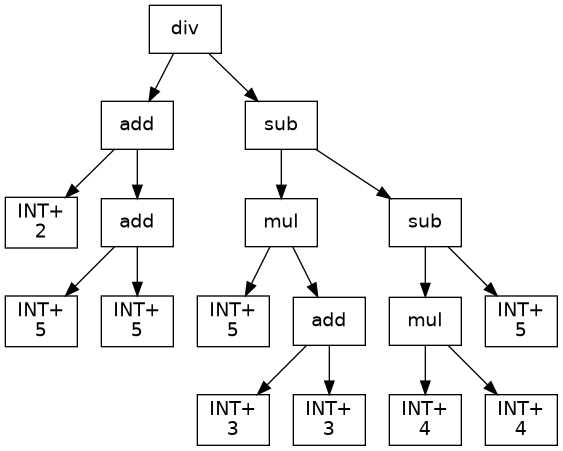 div
add
sub
INT+
2
add
mul
sub
INT+
5
INT+
5
INT+
5
add
mul
INT+
5
INT+
3
INT+
3
INT+
4
INT+
4